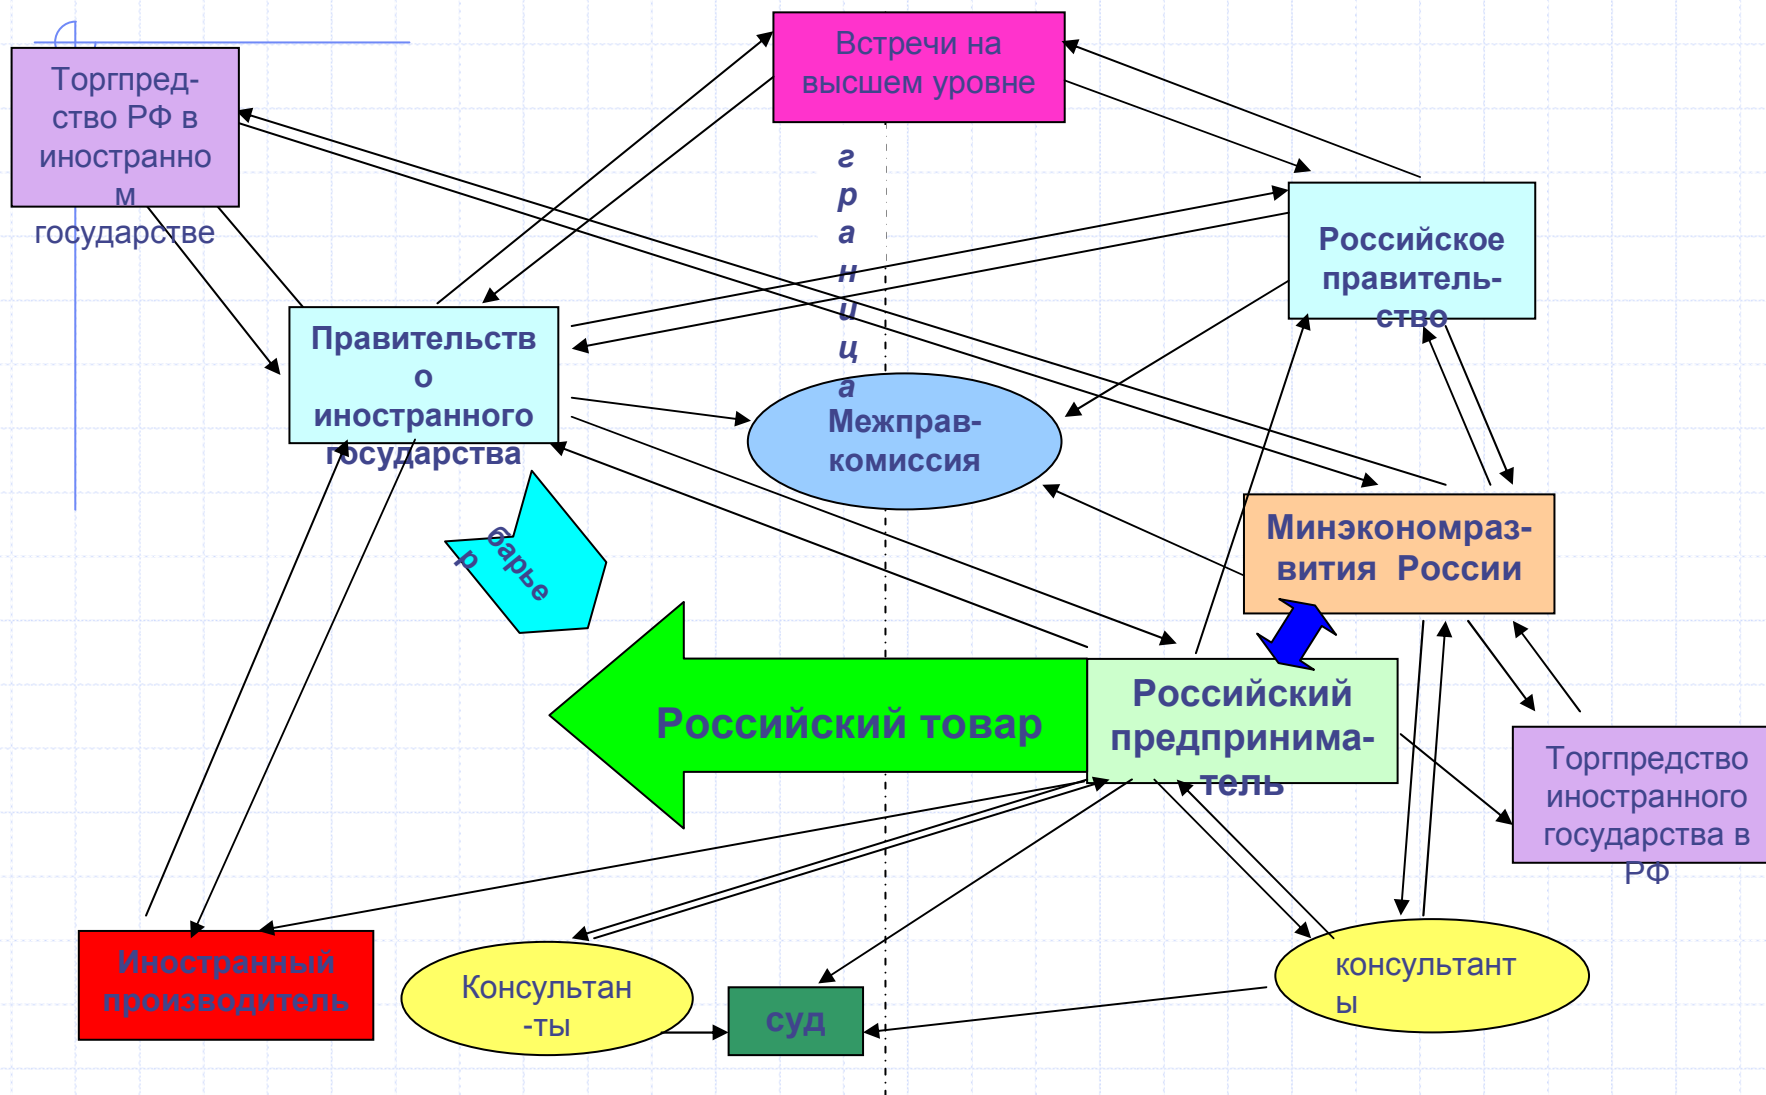 Встречи на
высшем уровне
Торгпред-
ство РФ в
иностранно
м
государстве
г
р
а
н
и
ц
а
Российское
правитель-
ство
Правительств
о
иностранного
государства
Межправ-
комиссия
Минэкономраз-
вития России
барье
р
Российский товар
Российский
предпринима-
тель
Торгпредство
иностранного
государства в
РФ
Иностранный
производитель
Консультан
-ты
суд
консультант
ы